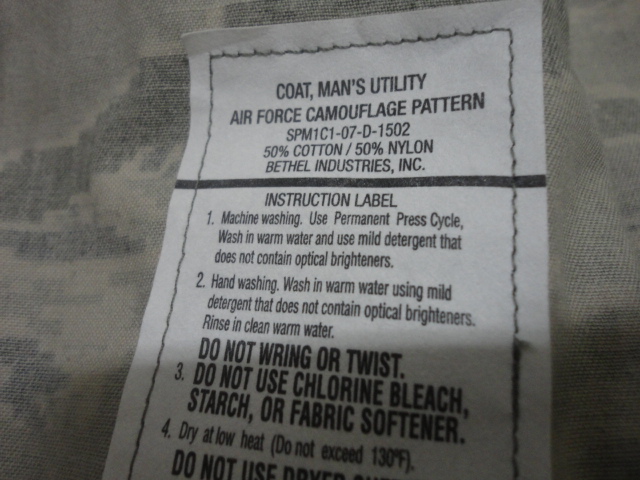 COAT, MAN'S UTILITY
AIR FORCE CAMOUFLAGE PATTERN
SPM1C1-07-D-1502
50% COTTON / 50% NYLON
BETHEL INDUSTRIES, INC.
INSTRUCTION LABEL
1. Machine washing. Use Permanent Press Cycle,
Wash in warm water and use mild detergent that
does not contain optical brighteners.
2. Hand washing. Wash in warm water using mild
detergent that does not contain optical brighteners.
Rinse in clean warm water.
DO NOT WRING OR TWIST.
3. DO NOT USE CHLORINE BLEACH,
STARCH, OR FABRIC SOFTENER.
4. Dry at low heat (Do not exceed 130°F).
DO NOT USE DRYER